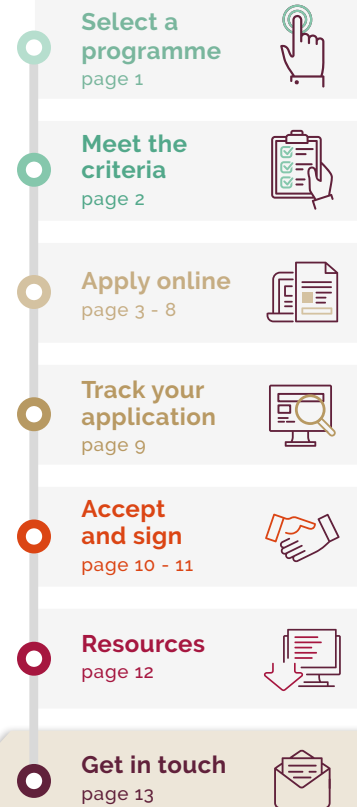 Select a
programme
page 1
Meet the
criteria
page 2
Apply online
page 3 - 8
Track your
application
page 9
Accept
and sign
page 10 - 11
Resources
page 12
Get in touch
page 13